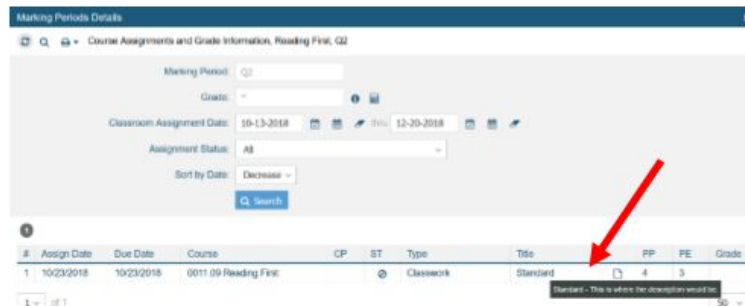 Marking Periods Details
Course Assignments and Grade Information, Reading First, Q2
Marking Period: Q2
Grade: *
Classroom Assignment Date: 10-13-2018 thru 12-20-2018
Assignment Status: All
Sort by Date: Decrease
Search
# Assign Date Due Date Course CP ST Type Title PP PE Grade
1 10/23/2018 10/23/2018 0011.09 Reading First Classwork Standard 4 3
Standard - This is where the description would be.
1 of 1 50